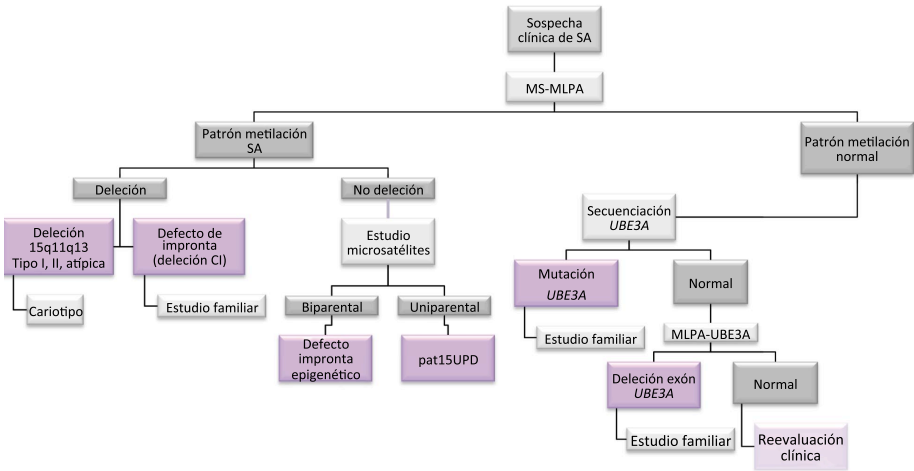 Sospecha
clínica de SA
MS-MLPA
Patrón metilación
SA
Patrón metilación
normal
Deleción
No deleción
Deleción
15q11q13
Tipo I, II, atípica
Defecto de
impronta
(deleción CI)
Cariotipo
Estudio familiar
Estudio
microsatélites
Biparental
Uniparental
Defecto
impronta
epigenético
pat15UPD
Secuenciación
UBE3A
Mutación
UBE3A
Normal
Estudio familiar
MLPA-UBE3A
Deleción exón
UBE3A
Normal
Estudio familiar
Reevaluación
clínica